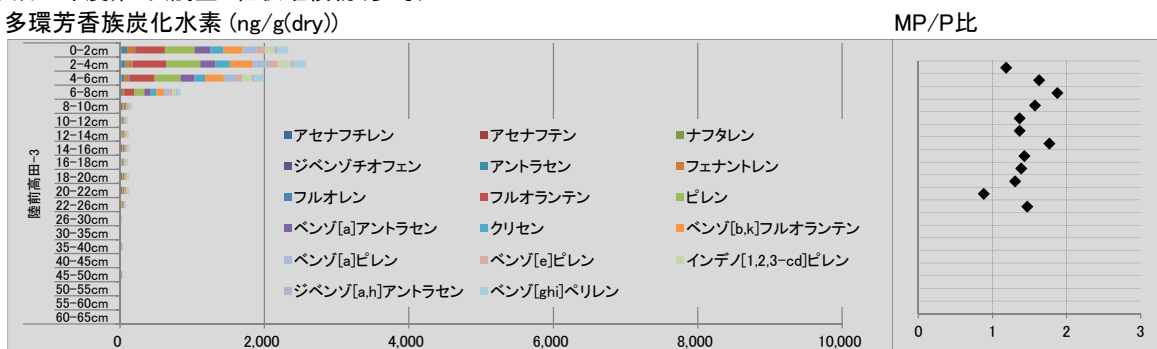 多環芳香族炭化水素 (ng/g(dry))
MP/P比
陸前高田-3
0-2cm
2-4cm
4-6cm
6-8cm
8-10cm
10-12cm
12-14cm
14-16cm
16-18cm
18-20cm
20-22cm
22-26cm
26-30cm
30-35cm
35-40cm
40-45cm
45-50cm
50-55cm
55-60cm
60-65cm
アセナフチレン アセナフテン ナフタレン
ジベンゾチオフェン アントラセン フェナントレン
フルオレン フルオランテン ピレン
ベンゾ[a]アントラセン クリセン ベンゾ[b,k]フルオランテン
ベンゾ[a]ピレン ベンゾ[e]ピレン インデノ[1,2,3-cd]ピレン
ジベンゾ[a,h]アントラセン ベンゾ[ghi]ペリレン
0 2,000 4,000 6,000 8,000 10,000
0 1 2 3